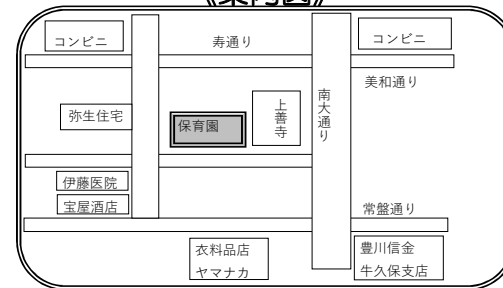 《案内図》
コンビニ
寿通り
コンビニ
美和通り
弥生住宅
保育園
上善寺
南大通り
伊藤医院
宝屋酒店
常盤通り
衣料品店
ヤマナカ
豊川信金
牛久保支店